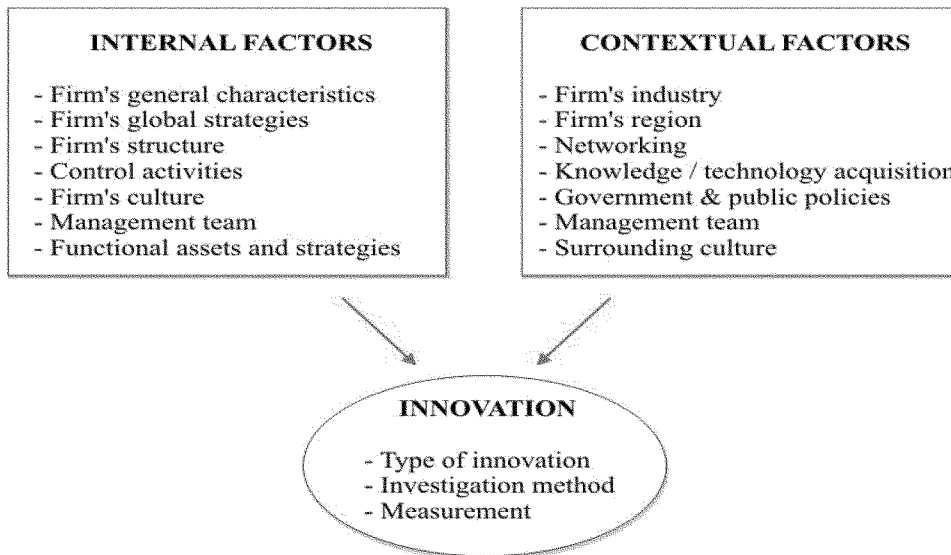 INTERNAL FACTORS
- Firm's general characteristics
- Firm's global strategies
- Firm's structure
- Control activities
- Firm's culture
- Management team
- Functional assets and strategies
CONTEXTUAL FACTORS
- Firm's industry
- Firm's region
- Networking
- Knowledge / technology acquisition
- Government & public policies
- Management team
- Surrounding culture
INNOVATION
- Type of innovation
- Investigation method
- Measurement